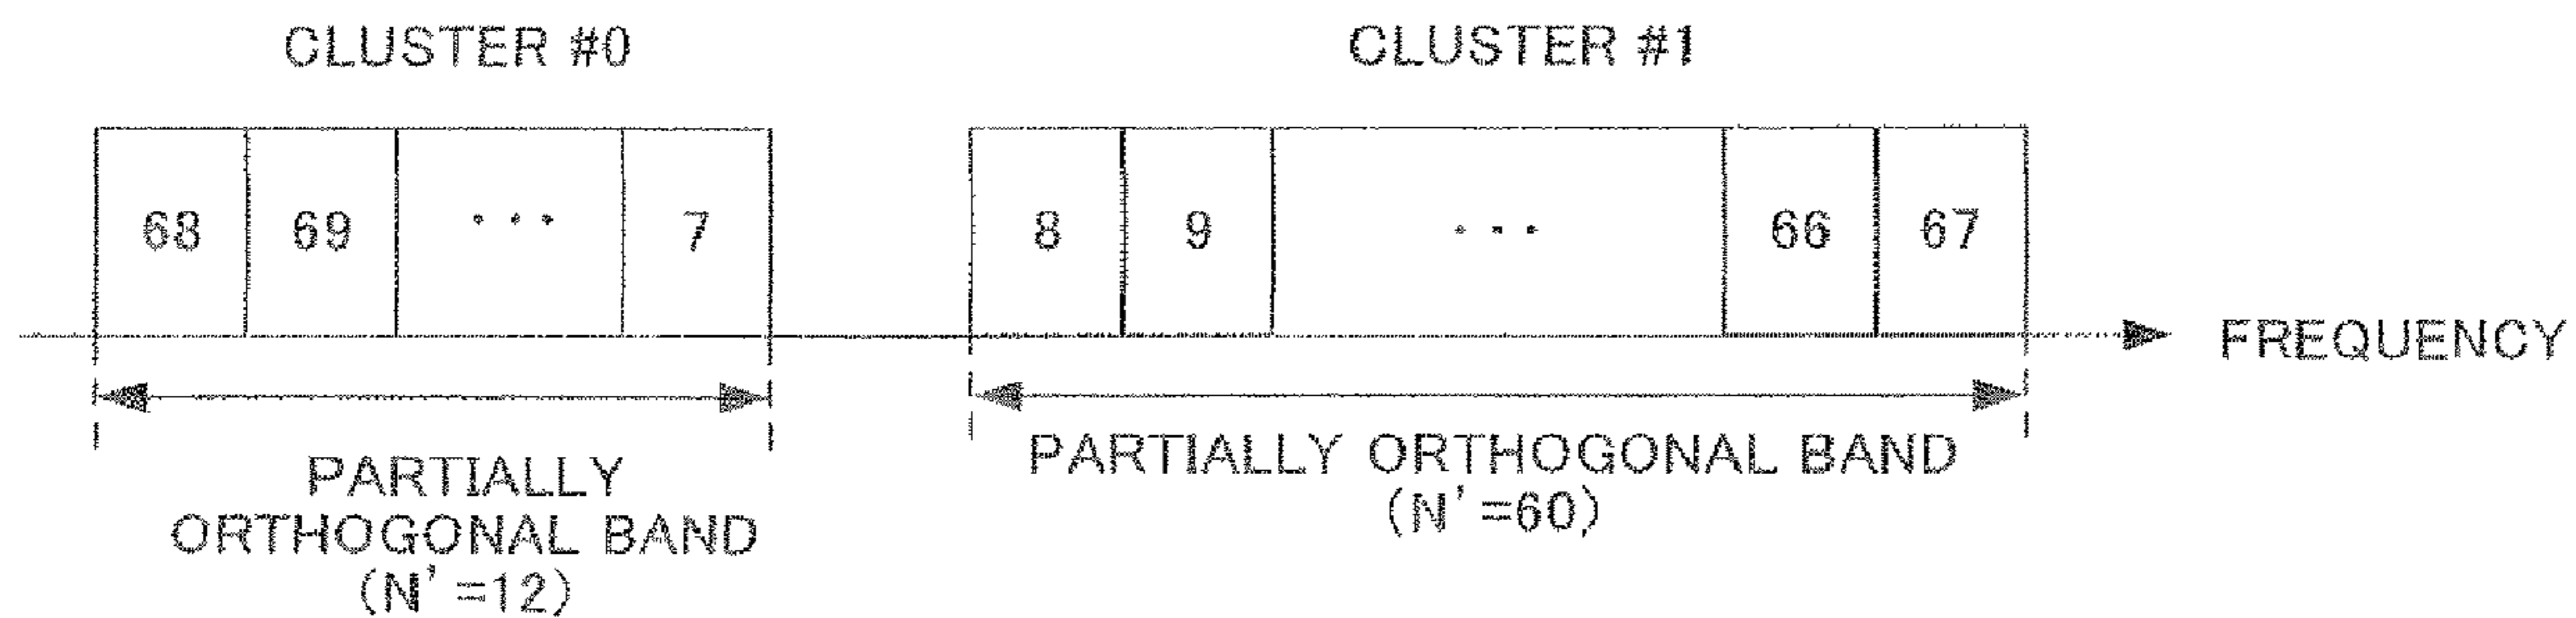 CLUSTER #0
CLUSTER #1
68 69 ... 7
8 9 ... 66 67
FREQUENCY
PARTIALLY
ORTHOGONAL BAND
(N'=12)
PARTIALLY ORTHOGONAL BAND
(N'=60)